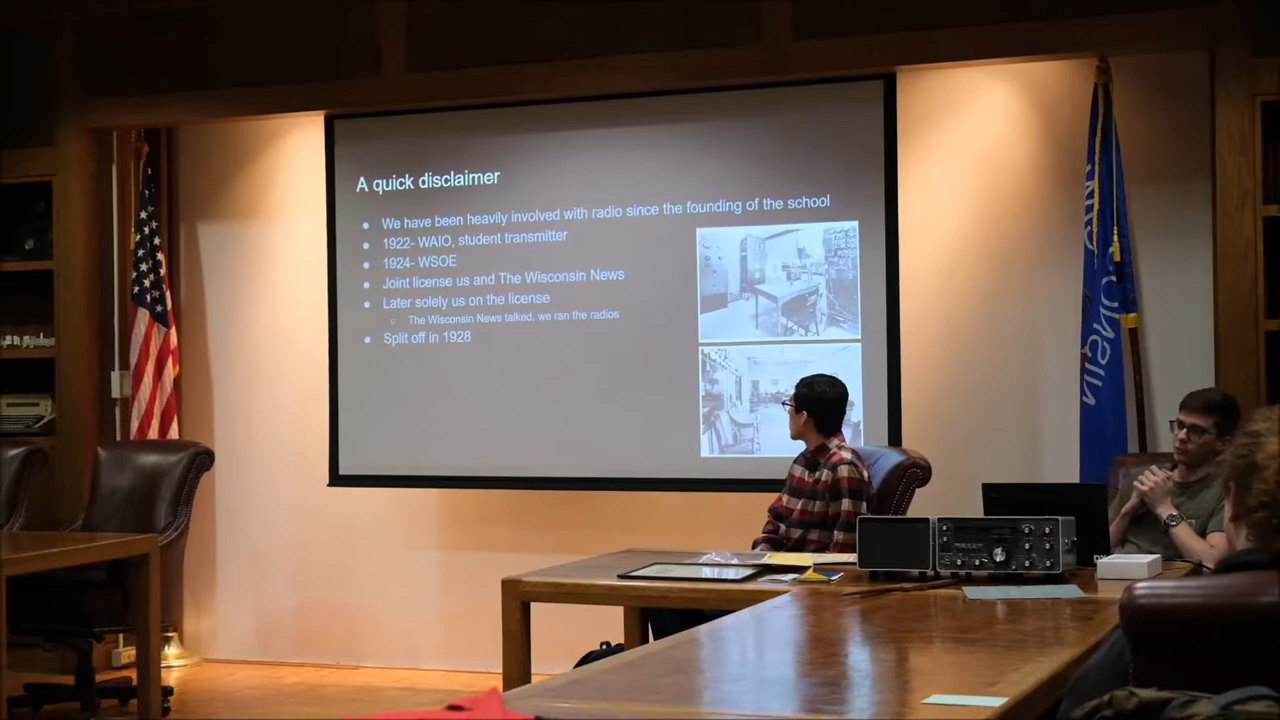 A quick disclaimer
We have been heavily involved with radio since the founding of the school
1922- WAIO, student transmitter
1924- WSOE
Joint license us and The Wisconsin News
Later solely us on the license
The Wisconsin News talked, we ran the radios
Split off in 1928